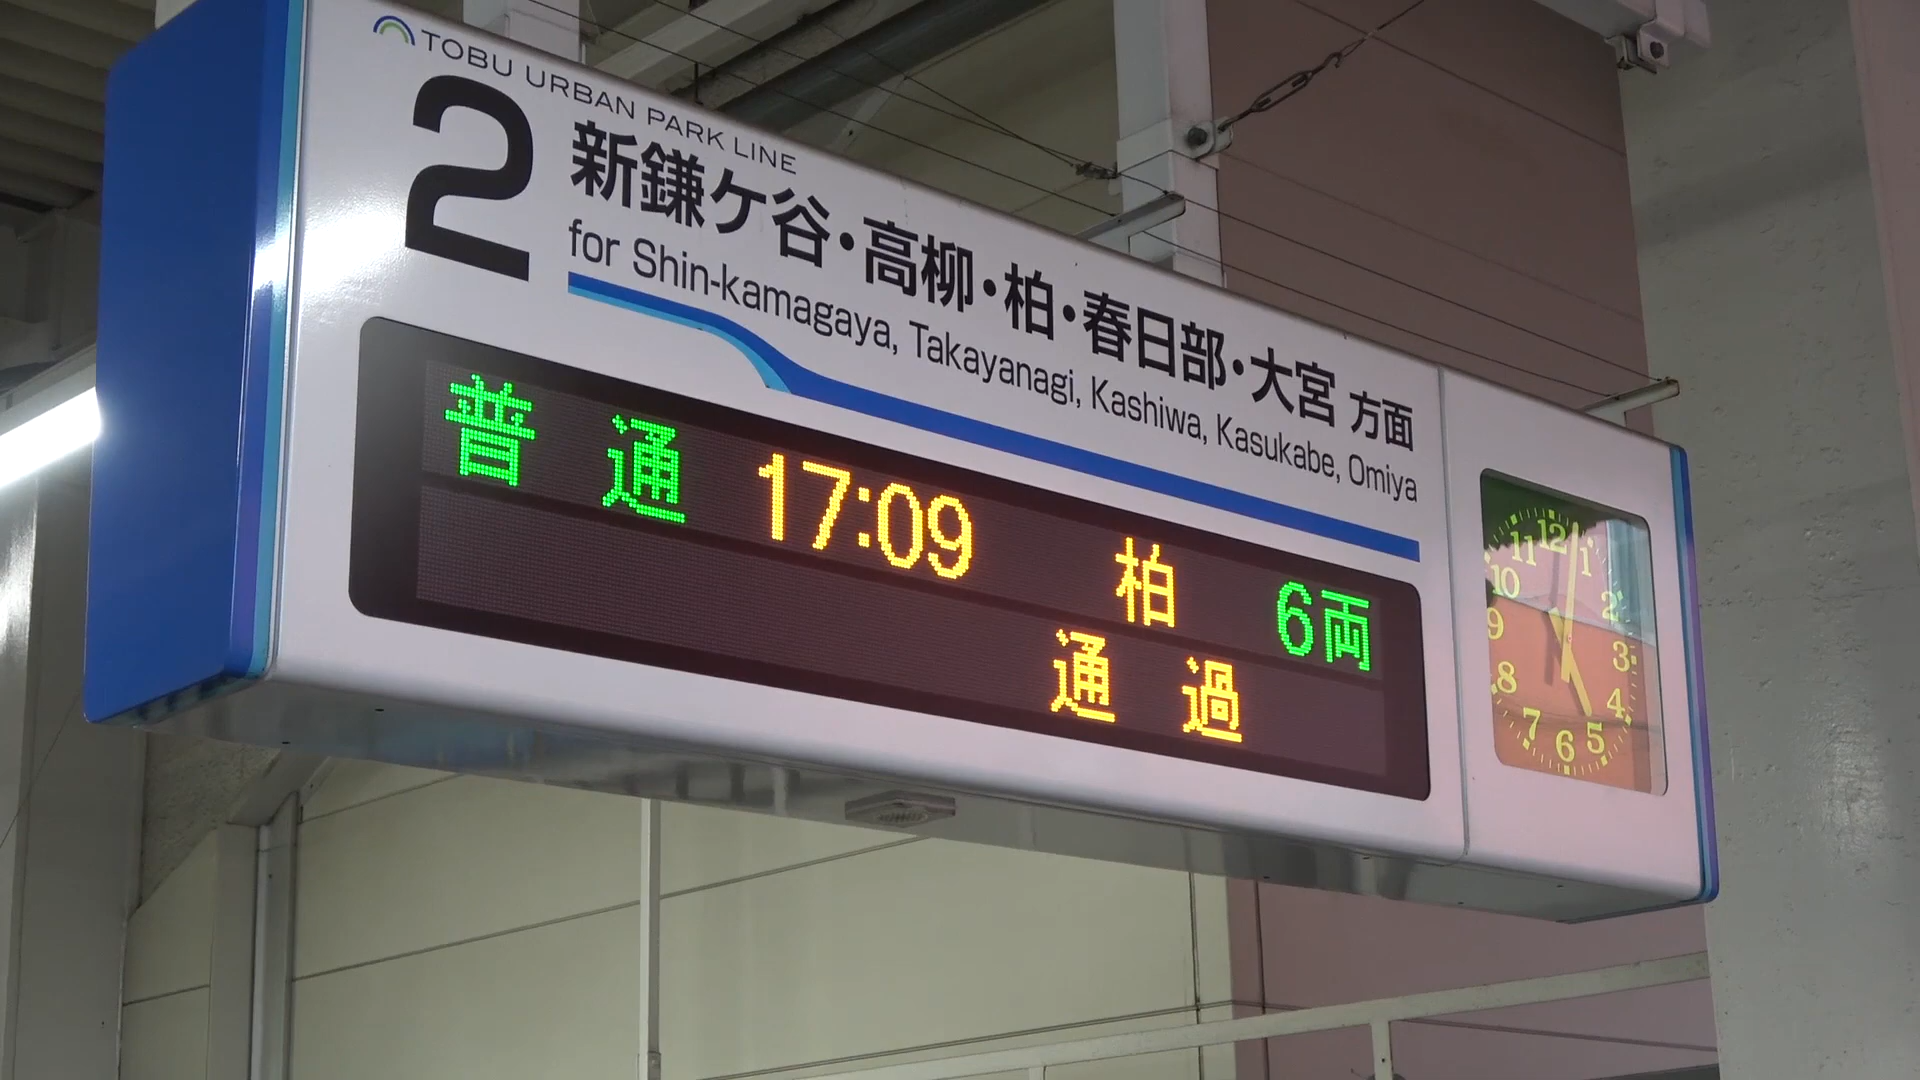 TOBU URBAN PARK LINE
2
新鎌ケ谷・高柳・柏・春日部・大宮 方面
for Shin-kamagaya, Takayanagi, Kashiwa, Kasukabe, Omiya
普通 17:09 柏 6両
通過
12
1
2
3
4
5
6
7
8
9
10
11